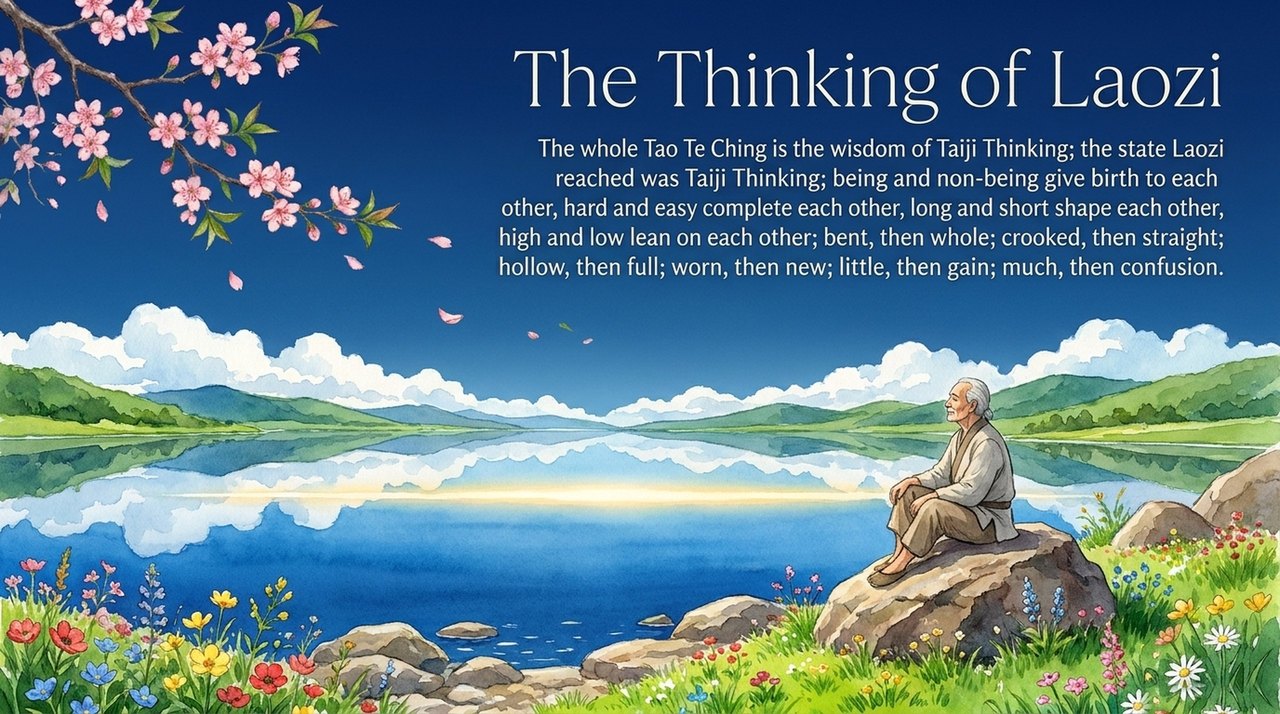 The Thinking of Laozi
The whole Tao Te Ching is the wisdom of Taiji Thinking; the state Laozi
reached was Taiji Thinking; being and non-being give birth to each
other, hard and easy complete each other, long and short shape each other,
high and low lean on each other; bent, then whole; crooked, then straight;
hollow, then full; worn, then new; little, then gain; much, then confusion.